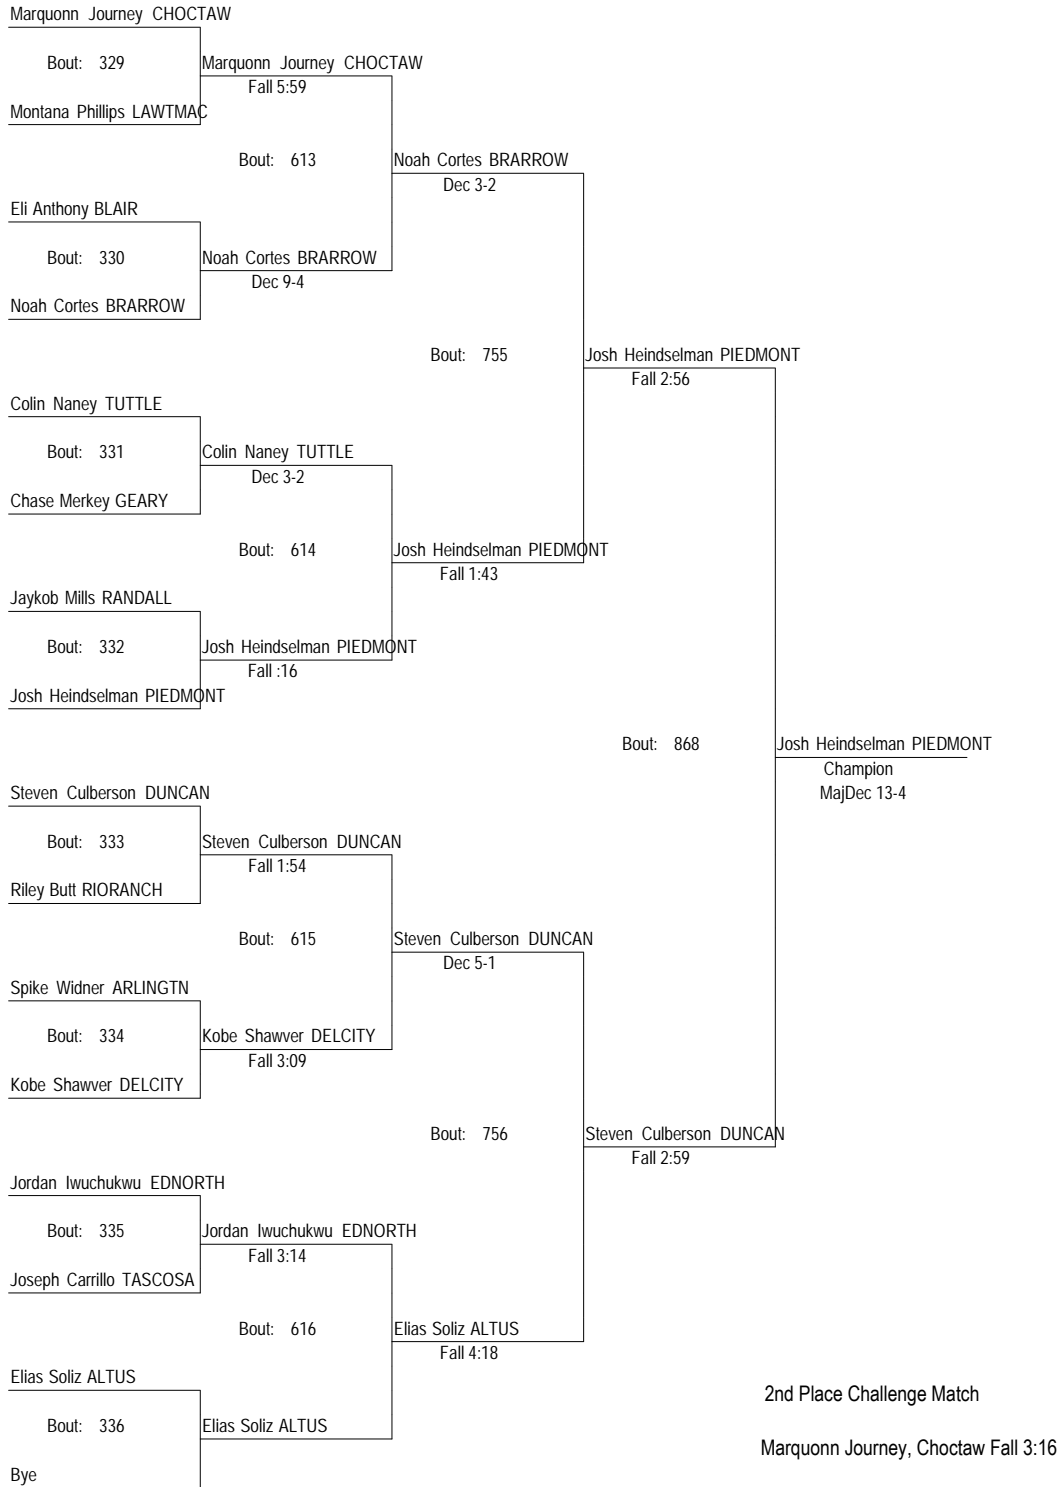 Marquonn Journey CHOCTAW
Bout: 329
Marquonn Journey CHOCTAW
Fall 5:59
Montana Phillips LAWTMAC
Bout: 613
Noah Cortes BRARROW
Dec 3-2
Eli Anthony BLAIR
Bout: 330
Noah Cortes BRARROW
Dec 9-4
Noah Cortes BRARROW
Bout: 755
Josh Heindselman PIEDMONT
Fall 2:56
Colin Naney TUTTLE
Bout: 331
Colin Naney TUTTLE
Dec 3-2
Chase Merkey GEARY
Bout: 614
Josh Heindselman PIEDMONT
Fall 1:43
Jaykob Mills RANDALL
Bout: 332
Josh Heindselman PIEDMONT
Fall :16
Josh Heindselman PIEDMONT
Bout: 868
Josh Heindselman PIEDMONT
Champion
MajDec 13-4
Steven Culberson DUNCAN
Bout: 333
Steven Culberson DUNCAN
Fall 1:54
Riley Butt RIORANCH
Bout: 615
Steven Culberson DUNCAN
Dec 5-1
Spike Widner ARLINGTN
Bout: 334
Kobe Shawver DELCITY
Fall 3:09
Kobe Shawver DELCITY
Bout: 756
Steven Culberson DUNCAN
Fall 2:59
Jordan Iwuchukwu EDNORTH
Bout: 335
Jordan Iwuchukwu EDNORTH
Fall 3:14
Joseph Carrillo TASCOSA
Bout: 616
Elias Soliz ALTUS
Fall 4:18
Elias Soliz ALTUS
Bout: 336
Elias Soliz ALTUS
Bye
2nd Place Challenge Match
Marquonn Journey, Choctaw Fall 3:16